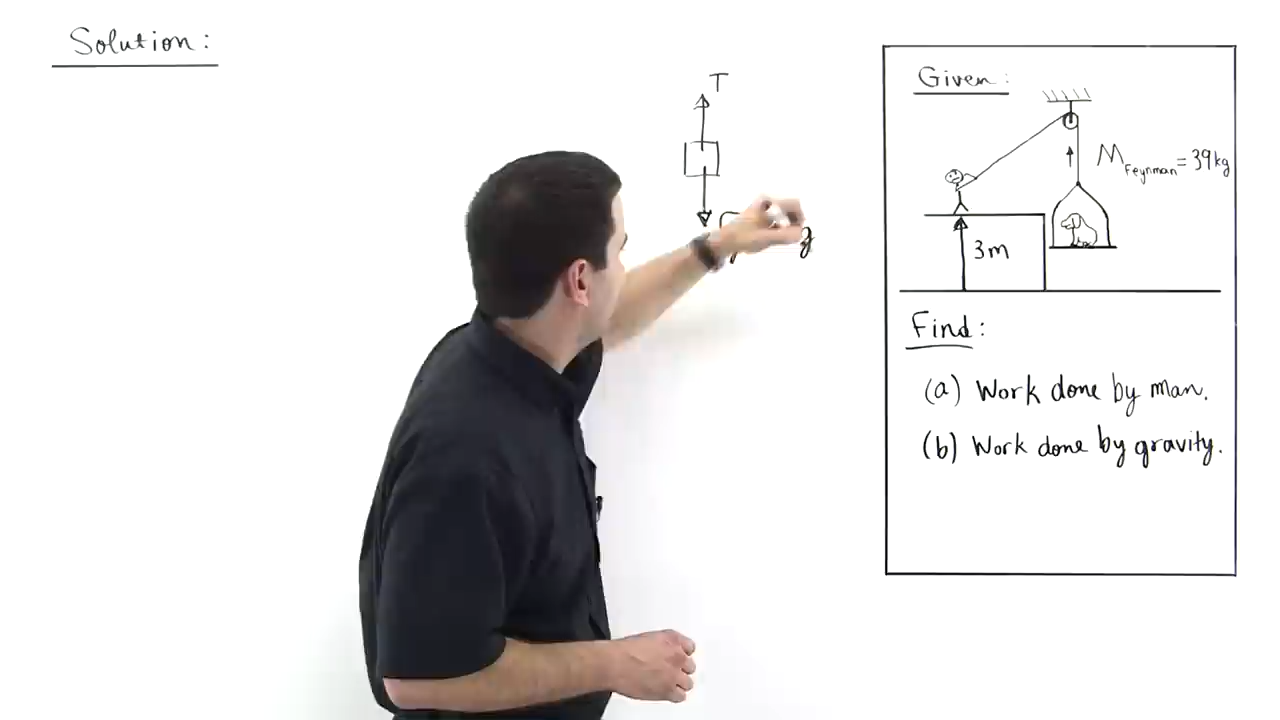 Solution:
T
g
Given:
M Feynman = 39kg
3m
Find:
(a) Work done by man.
(b) Work done by gravity.